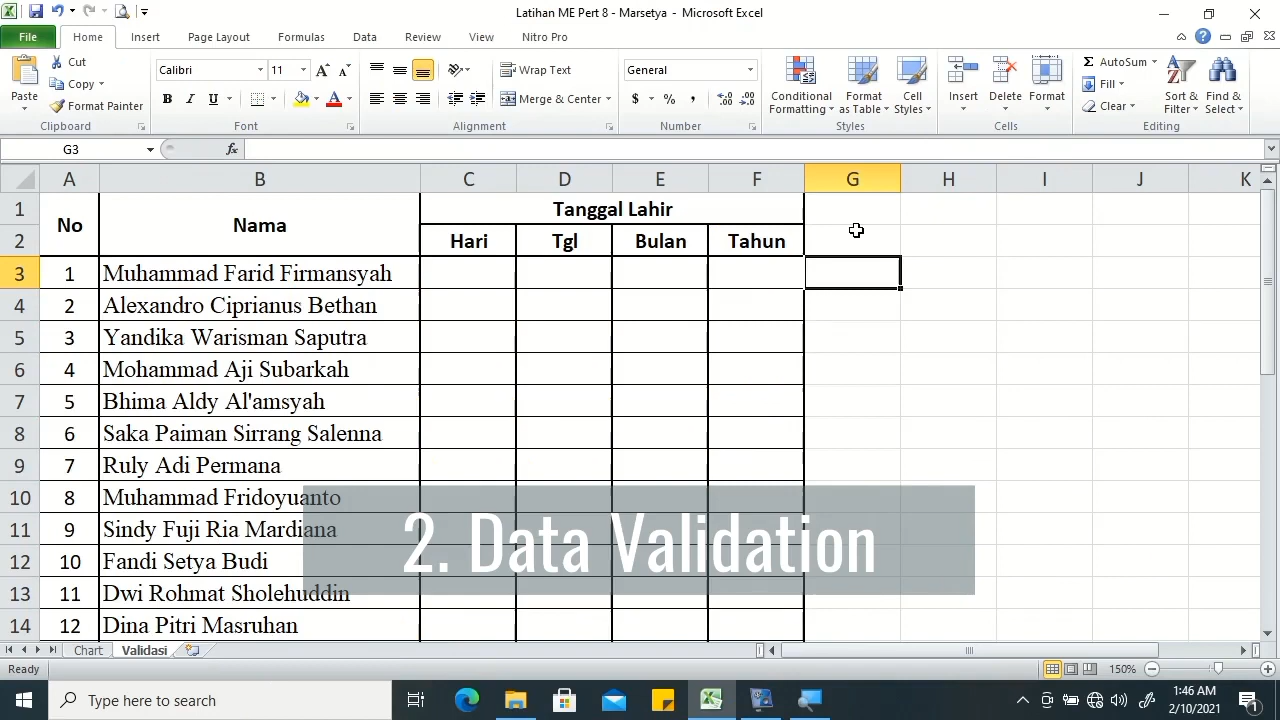 Latihan ME Pert 8 - Marsetya - Microsoft Excel
File Home Insert Page Layout Formulas Data Review View Nitro Pro
Paste
Cut
Copy
Format Painter
Clipboard
Calibri 11
B I U
Font
Wrap Text
Merge & Center
Alignment
General
$ % ,
Number
Conditional Formatting
Format as Table
Cell Styles
Styles
Insert Delete Format
Cells
AutoSum
Fill
Clear
Sort & Filter
Find & Select
Editing
G3 fx
A B C D E F G H I J K
1 No Nama Tanggal Lahir
2 Hari Tgl Bulan Tahun
3 1 Muhammad Farid Firmansyah
4 2 Alexandro Ciprianus Bethan
5 3 Yandika Warisman Saputra
6 4 Mohammad Aji Subarkah
7 5 Bhima Aldy Al'amsyah
8 6 Saka Paiman Sirrang Salenna
9 7 Ruly Adi Permana
10 8 Muhammad Fridoyuanto
11 9 Sindy Fuji Ria Mardiana
12 10 Fandi Setya Budi
13 11 Dwi Rohmat Sholehuddin
14 12 Dina Pitri Masruhan
2. Data Validation
Chart Validasi
Ready 150%
Type here to search
1:46 AM
2/10/2021
1